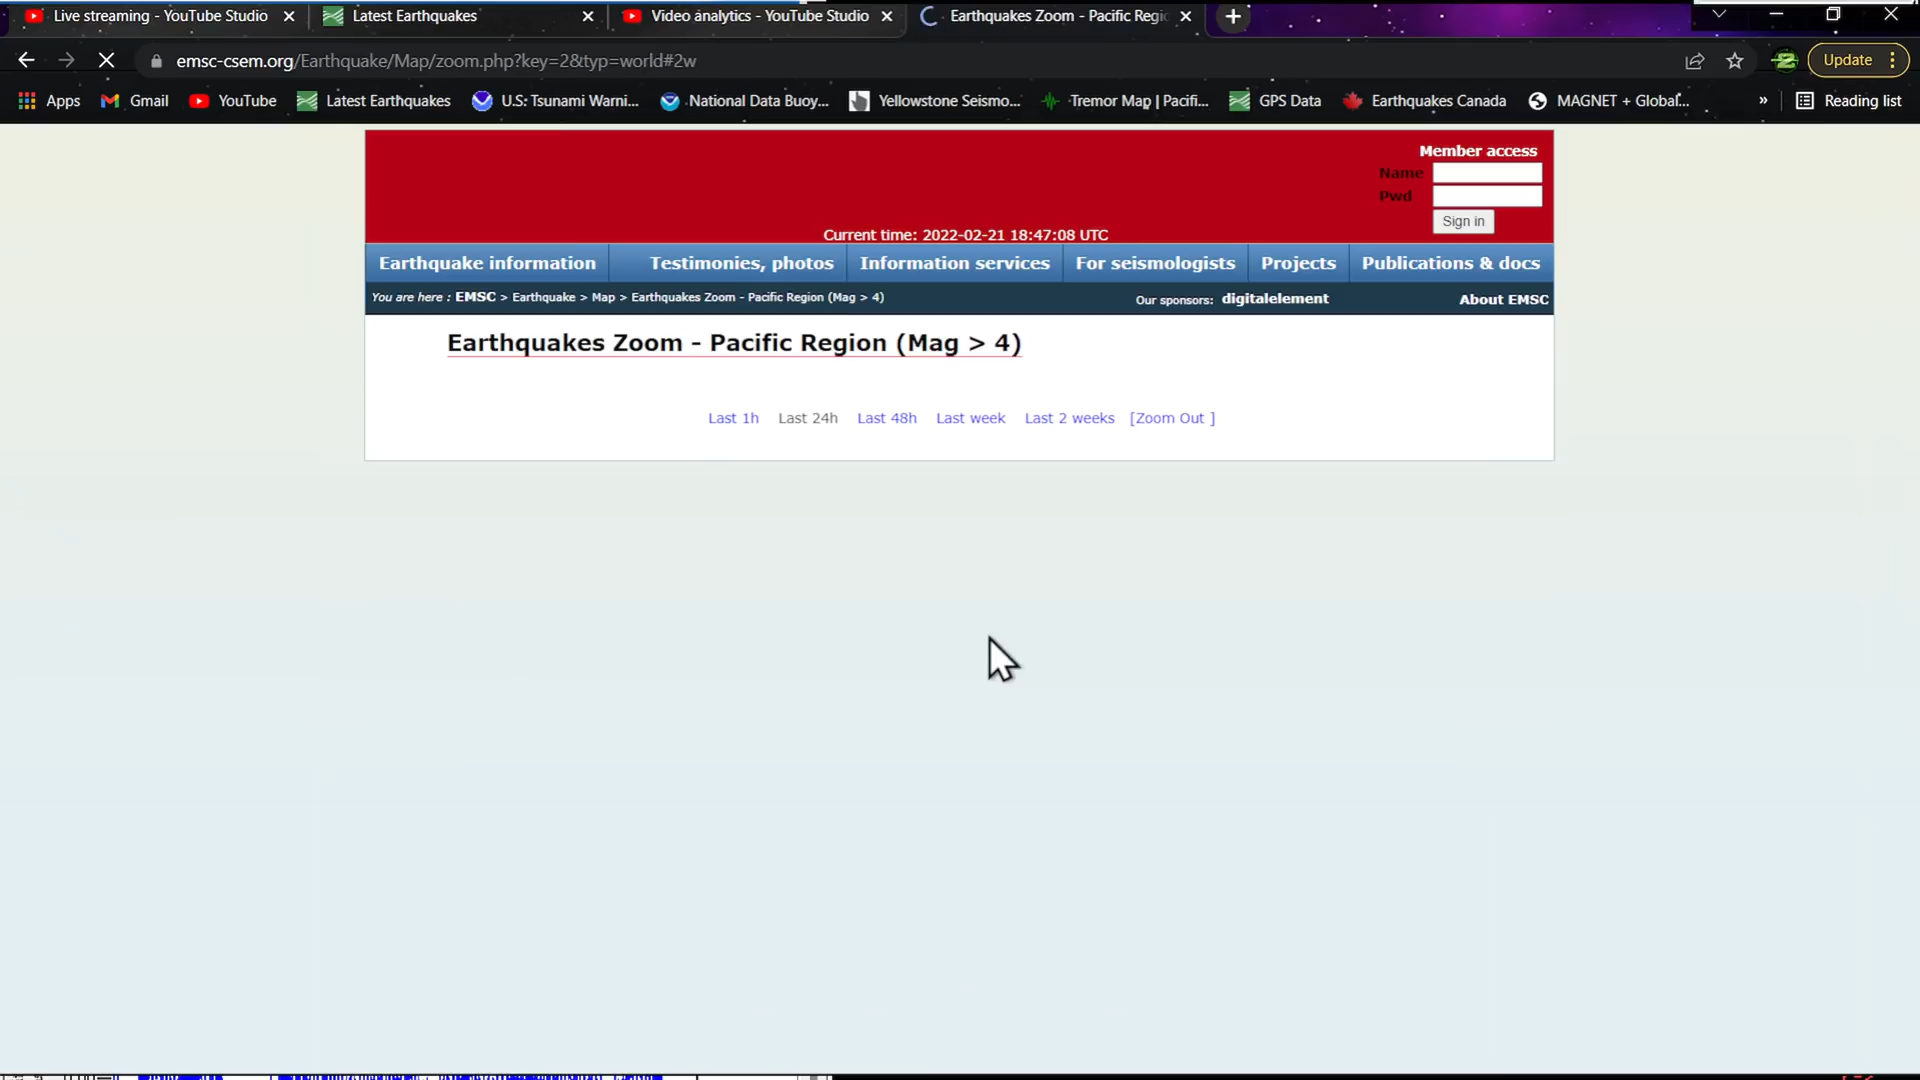 Live streaming - YouTube Studio
Latest Earthquakes
Video analytics - YouTube Studio
Earthquakes Zoom - Pacific Regi
emsc-csem.org/Earthquake/Map/zoom.php?key=2&typ=world#2w
Update
Apps
Gmail
YouTube
Latest Earthquakes
U.S. Tsunami Warni...
National Data Buoy...
Yellowstone Seismo...
Tremor Map | Pacifi...
GPS Data
Earthquakes Canada
MAGNET + Global...
»
Reading list
Member access
Name
Pwd
Sign in
Current time: 2022-02-21 18:47:08 UTC
Earthquake information
Testimonies, photos
Information services
For seismologists
Projects
Publications & docs
You are here : EMSC > Earthquake > Map > Earthquakes Zoom - Pacific Region (Mag > 4)
Our sponsors: digitalelement
About EMSC
Earthquakes Zoom - Pacific Region (Mag > 4)
Last 1h Last 24h Last 48h Last week Last 2 weeks [Zoom Out ]